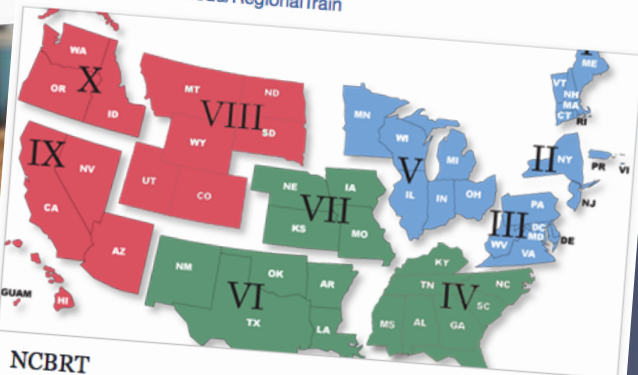 RegionalTrain
I
ME
VT
NH
MA
CT
RI
WA
OR
X
ID
MT
ND
VIII
SD
WY
UT
CO
MN
WI
V
MI
IL
IN
OH
II
NY
PR
VI
NJ
IX
NV
CA
AZ
NE
IA
VII
KS
MO
III
PA
DC
MD
DE
WV
VA
GUAM
HI
NM
OK
AR
VI
TX
LA
KY
TN
NC
IV
SC
MS
AL
GA
NCBRT